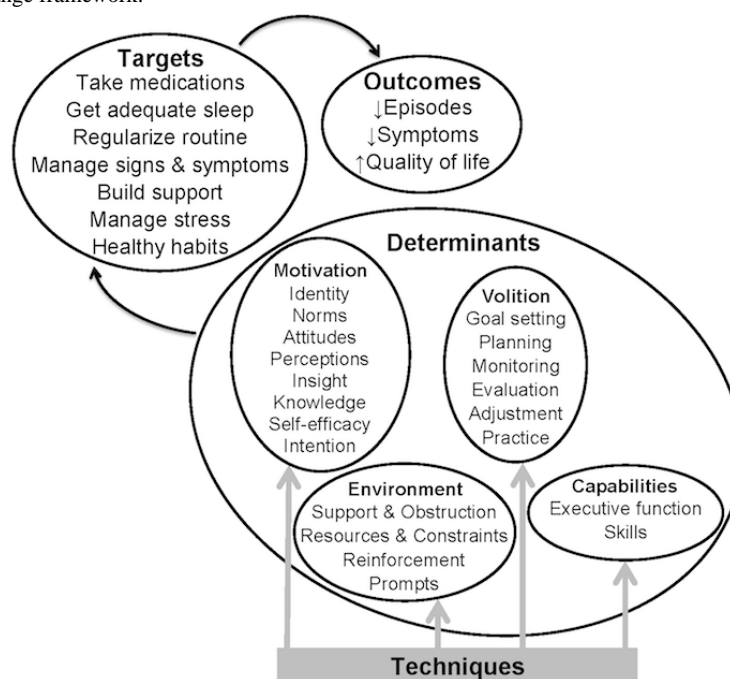 nge framework.
Targets
Take medications
Get adequate sleep
Regularize routine
Manage signs & symptoms
Build support
Manage stress
Healthy habits
Outcomes
↓Episodes
↓Symptoms
↑Quality of life
Determinants
Motivation
Identity
Norms
Attitudes
Perceptions
Insight
Knowledge
Self-efficacy
Intention
Volition
Goal setting
Planning
Monitoring
Evaluation
Adjustment
Practice
Environment
Support & Obstruction
Resources & Constraints
Reinforcement
Prompts
Capabilities
Executive function
Skills
Techniques